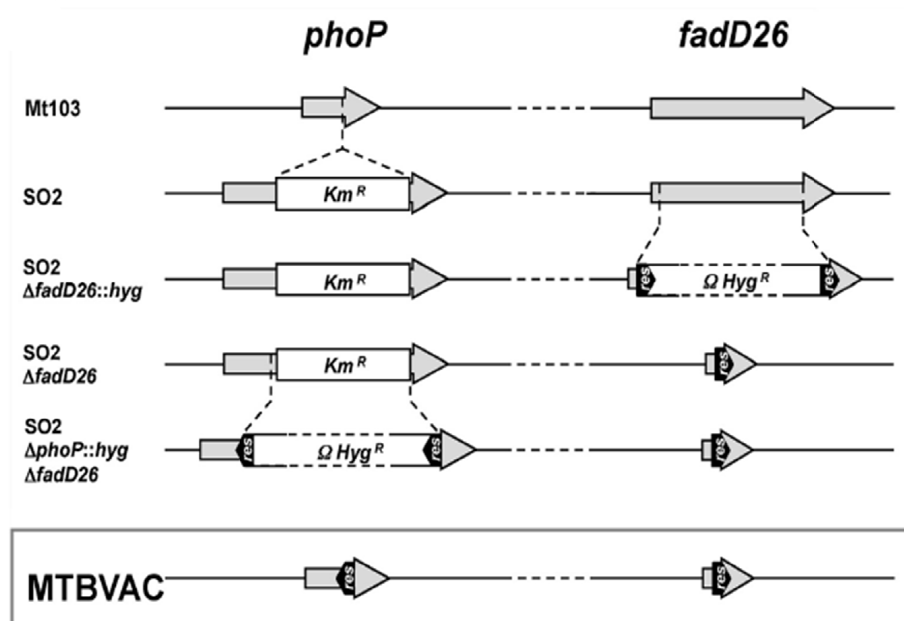 phoP fadD26
Mt103
SO2
Km R
SO2
ΔfadD26::hyg
Km R
res
Ω Hyg R
res
SO2
ΔfadD26
Km R
res
SO2
ΔphoP::hyg
ΔfadD26
res
Ω Hyg R
res
res
MTBVAC
res
res